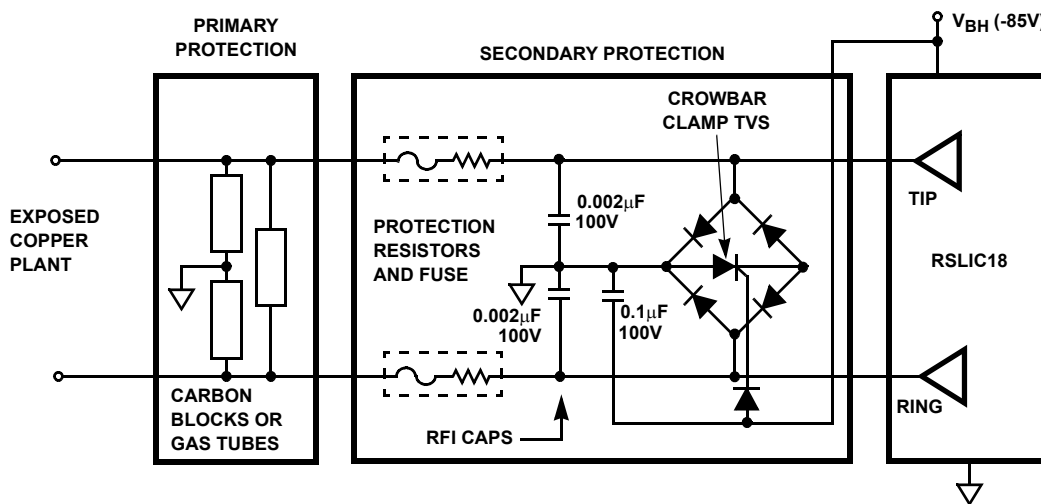 PRIMARY
PROTECTION
SECONDARY PROTECTION
V_BH (-85V)
CROWBAR
CLAMP TVS
EXPOSED
COPPER
PLANT
PROTECTION
RESISTORS
AND FUSE
0.002μF
100V
0.002μF
100V
0.1μF
100V
TIP
RSLIC18
RING
CARBON
BLOCKS OR
GAS TUBES
RFI CAPS